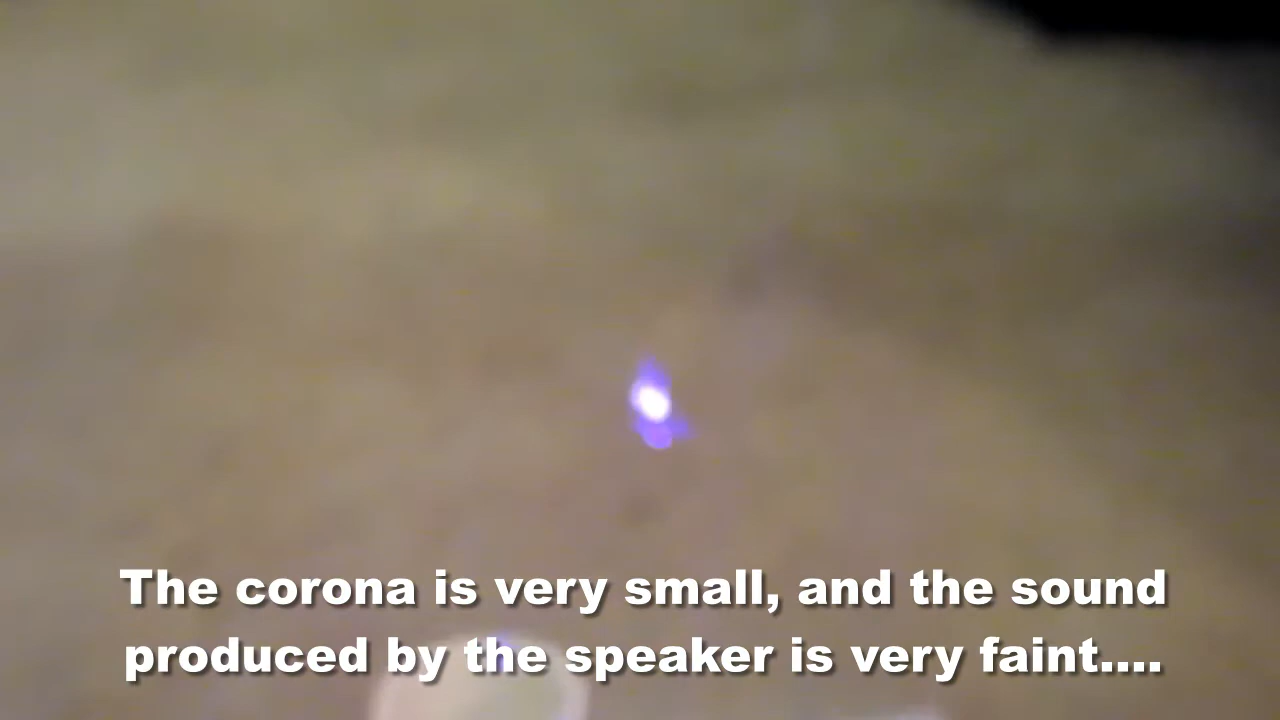 The corona is very small, and the sound
produced by the speaker is very faint....